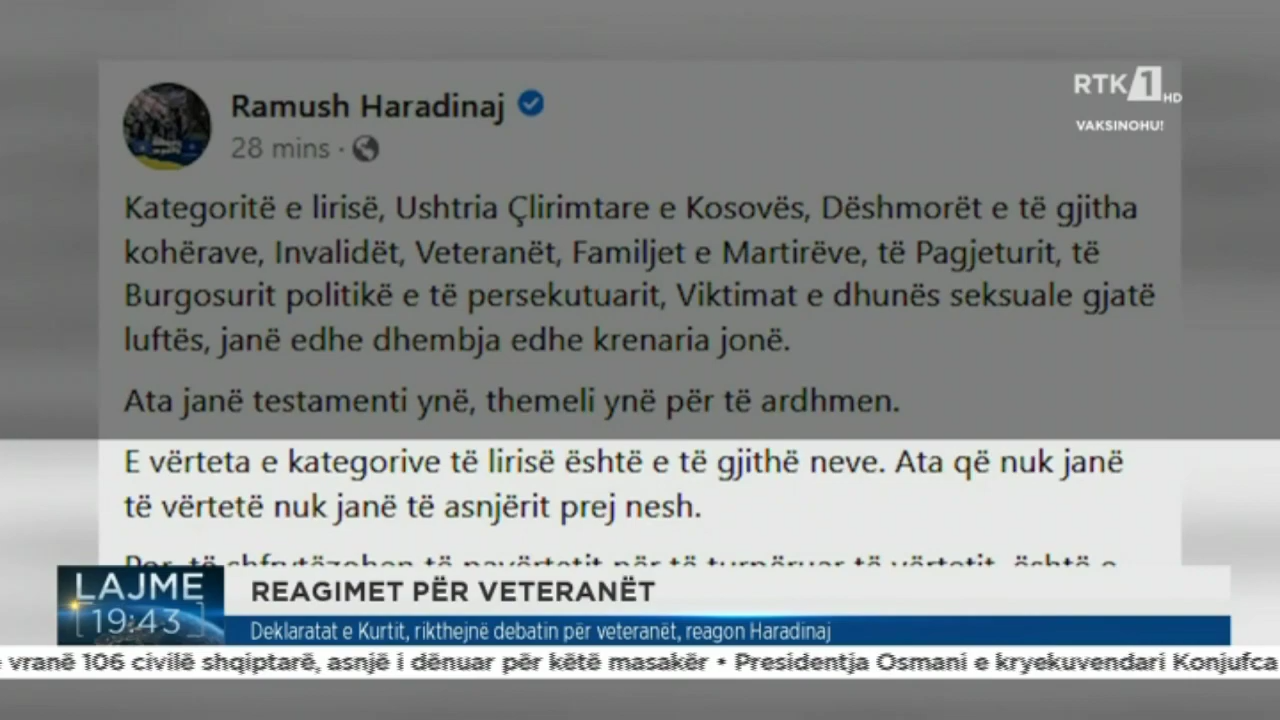 RTK 1 HD
VAKSINOHU!
Ramush Haradinaj
28 mins ·
Kategoritë e lirisë, Ushtria Çlirimtare e Kosovës, Dëshmorët e të gjitha
kohërave, Invalidët, Veteranët, Familjet e Martirëve, të Pagjeturit, të
Burgosurit politikë e të persekutuarit, Viktimat e dhunës seksuale gjatë
luftës, janë edhe dhembja edhe krenaria jonë.
Ata janë testamenti ynë, themeli ynë për të ardhmen.
E vërteta e kategorive të lirisë është e të gjithë neve. Ata që nuk janë
të vërtetë nuk janë të asnjërit prej nesh.
LAJME
19:43
REAGIMET PËR VETERANËT
Deklaratat e Kurtit, rikthejnë debatin për veteranët, reagon Haradinaj
vranë 106 civilë shqiptarë, asnjë i dënuar për këtë masakër • Presidentja Osmani e kryekuvendari Konjufca